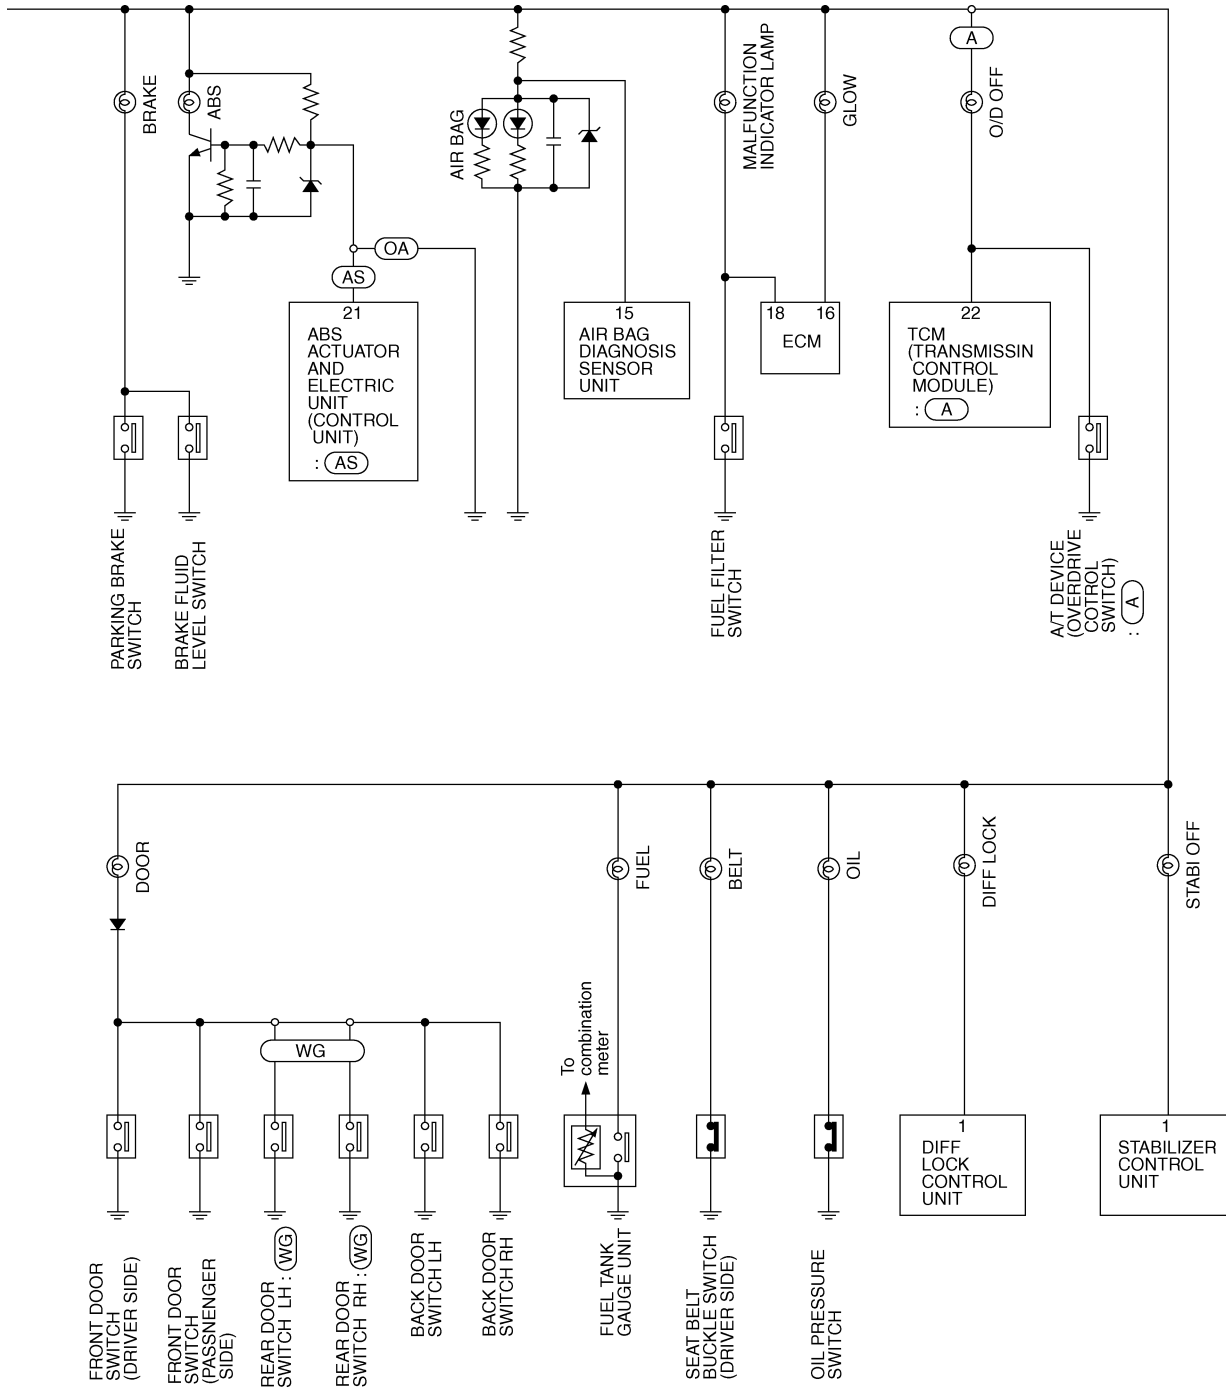 BRAKE
ABS
AIR BAG
MALFUNCTION
INDICATOR LAMP
GLOW
A
O/D OFF
OA
AS
21
ABS
ACTUATOR
AND
ELECTRIC
UNIT
(CONTROL
UNIT)
: AS
15
AIR BAG
DIAGNOSIS
SENSOR
UNIT
18 16
ECM
22
TCM
(TRANSMISSIN
CONTROL
MODULE)
: A
PARKING BRAKE
SWITCH
BRAKE FLUID
LEVEL SWITCH
FUEL FILTER
SWITCH
A/T DEVICE
(OVERDRIVE
COTROL
SWITCH)
: A
DOOR
FUEL
BELT
OIL
DIFF LOCK
STABI OFF
WG
To
combination
meter
1
DIFF
LOCK
CONTROL
UNIT
1
STABILIZER
CONTROL
UNIT
FRONT DOOR
SWITCH
(DRIVER SIDE)
FRONT DOOR
SWITCH
(PASSNENGER
SIDE)
REAR DOOR
SWITCH LH : WG
REAR DOOR
SWITCH RH : WG
BACK DOOR
SWITCH LH
BACK DOOR
SWITCH RH
FUEL TANK
GAUGE UNIT
SEAT BELT
BUCKLE SWITCH
(DRIVER SIDE)
OIL PRESSURE
SWITCH